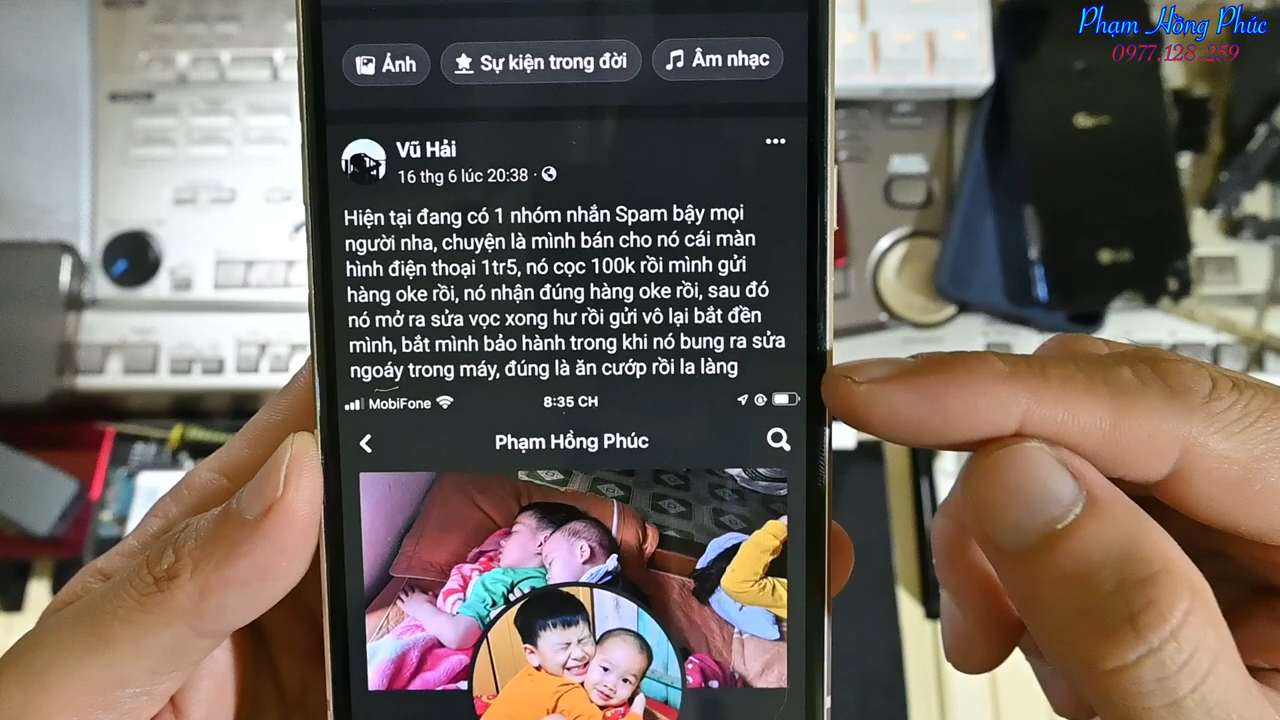 Phạm Hồng Phúc
0977.128.259
Ảnh
Sự kiện trong đời
Âm nhạc
Vũ Hải
16 thg 6 lúc 20:38
Hiện tại đang có 1 nhóm nhắn Spam bậy mọi
người nha, chuyện là mình bán cho nó cái màn
hình điện thoại 1tr5, nó cọc 100k rồi mình gửi
hàng oke rồi, nó nhận đúng hàng oke rồi, sau đó
nó mở ra sửa vọc xong hư rồi gửi vô lại bắt đền
mình, bắt mình bảo hành trong khi nó bung ra sửa
ngoáy trong máy, đúng là ăn cướp rồi la làng
MobiFone
8:35 CH
Phạm Hồng Phúc